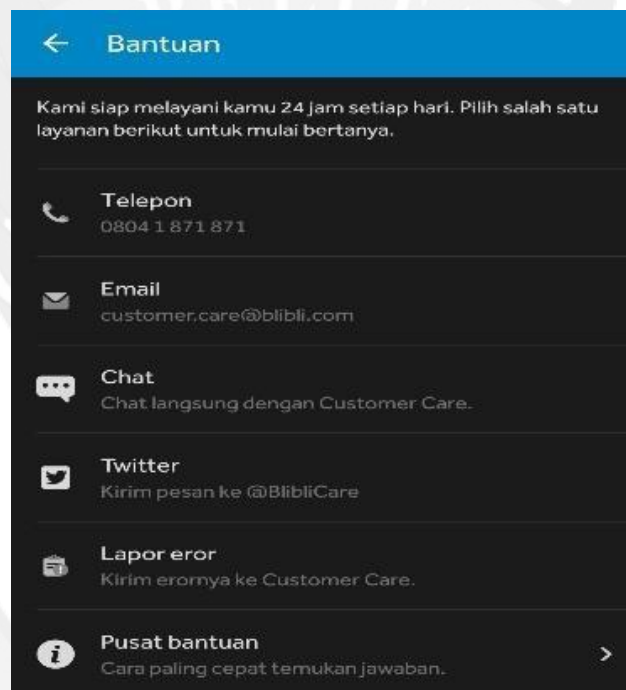 Bantuan
Kami siap melayani kamu 24 jam setiap hari. Pilih salah satu
layanan berikut untuk mulai bertanya.
Telepon
0804 1 871 871
Email
customer.care@blibli.com
Chat
Chat langsung dengan Customer Care.
Twitter
Kirim pesan ke @BlibliCare
Lapor eror
Kirim erornya ke Customer Care.
Pusat bantuan
Cara paling cepat temukan jawaban.